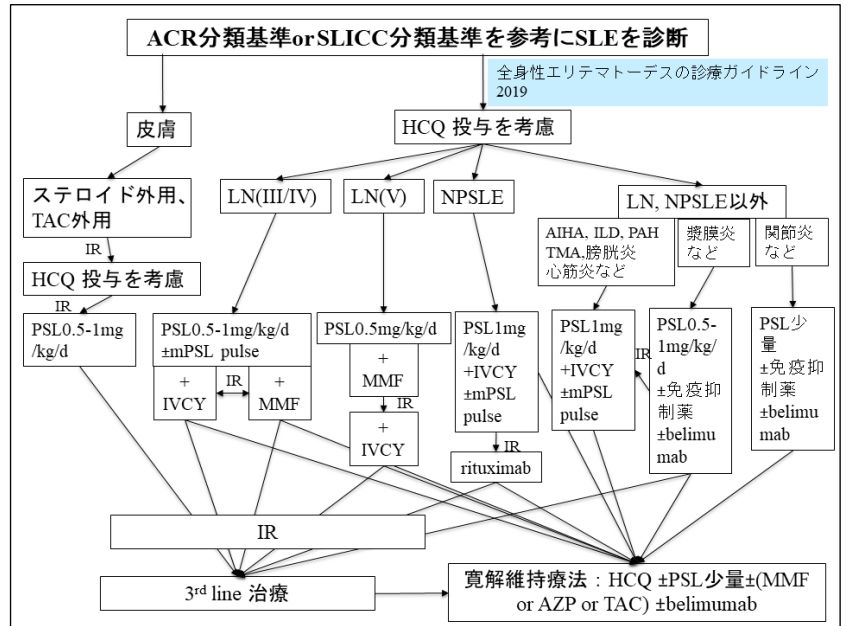 ACR分類基準orSLICC分類基準を参考にSLEを診断
全身性エリテマトーデスの診療ガイドライン
2019
皮膚
HCQ 投与を考慮
ステロイド外用、
TAC外用
IR
HCQ 投与を考慮
IR
PSL0.5-1mg
/kg/d
LN(III/IV)
PSL0.5-1mg/kg/d
±mPSL pulse
+
IVCY
IR
+
MMF
LN(V)
PSL0.5mg/kg/d
+
MMF
IR
+
IVCY
NPSLE
PSL1mg
/kg/d
+IVCY
±mPSL
pulse
IR
rituximab
LN, NPSLE以外
AIHA, ILD, PAH
TMA,膀胱炎
心筋炎など
PSL1mg
/kg/d
+IVCY
±mPSL
pulse
漿膜炎
など
IR
PSL0.5-
1mg/kg/
d
±免疫抑
制薬
±belimu
mab
関節炎
など
PSL少
量
±免疫抑
制薬
±belimu
mab
IR
3rd line 治療
寛解維持療法：HCQ ±PSL少量±(MMF
or AZP or TAC) ±belimumab